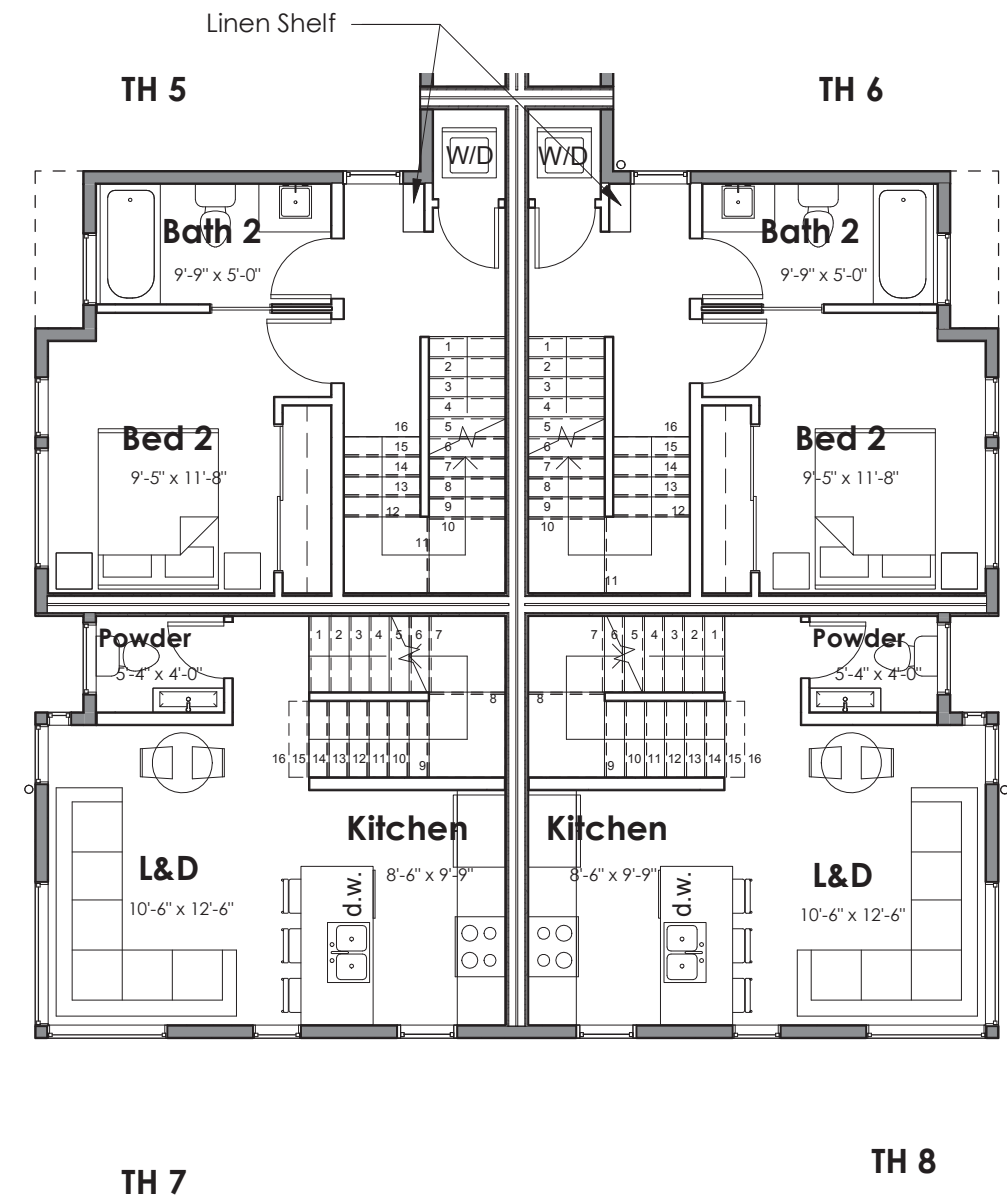 Linen Shelf
TH 5
TH 6
W/D
W/D
Bath 2
9'-9" x 5'-0"
Bath 2
9'-9" x 5'-0"
1
2
3
4
5
6
7
8
9
10
11
12
13
14
15
16
1
2
3
4
5
6
7
8
9
10
11
12
13
14
15
16
Bed 2
9'-5" x 11'-8"
Bed 2
9'-5" x 11'-8"
Powder
5'-4" x 4'-0"
1 2 3 4 5 6 7
8
16 15 14 13 12 11 10 9
7 6 5 4 3 2 1
8
9 10 11 12 13 14 15 16
Powder
5'-4" x 4'-0"
Kitchen
8'-6" x 9'-9"
Kitchen
8'-6" x 9'-9"
L&D
10'-6" x 12'-6"
d.w.
d.w.
L&D
10'-6" x 12'-6"
TH 7
TH 8